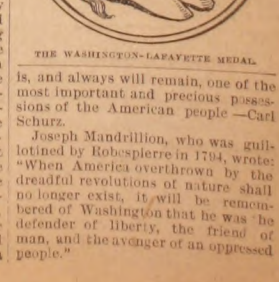 THE WASHINGTON-LAFAYETTE MEDAL.
is, and always will remain, one of the
most important and precious posses-
sions of the American people —Carl
Schurz.
Joseph Mandrillion, who was guil-
lotined by Robespierre in 1794, wrote:
"When America overthrown by the
dreadful revolutions of nature shall
no longer exist, it will be remem-
bered of Washington that he was the
defender of liberty, the friend of
man, and the avenger of an oppressed
people."